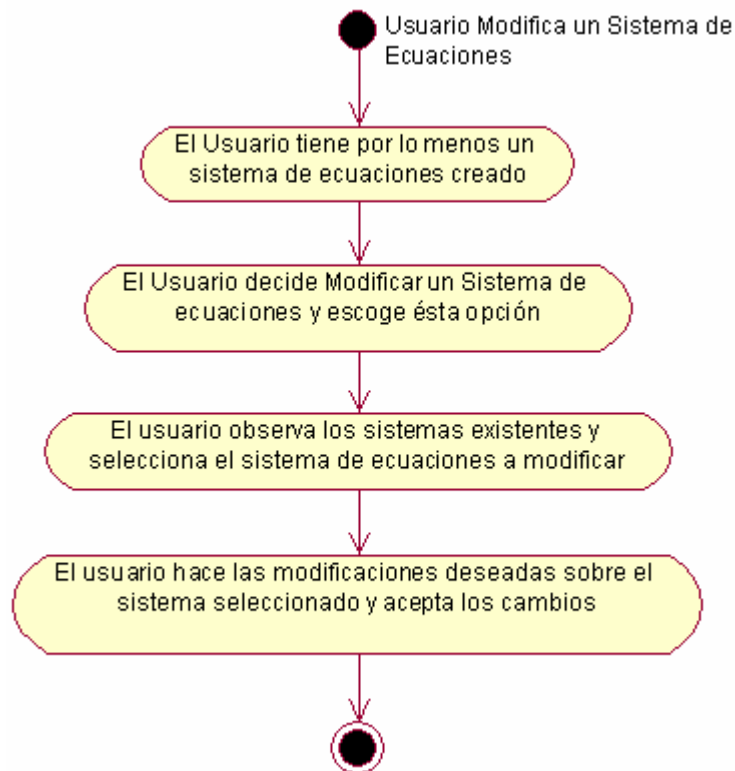 Usuario Modifica un Sistema de
Ecuaciones
El Usuario tiene por lo menos un
sistema de ecuaciones creado
El Usuario decide Modificar un Sistema de
ecuaciones y escoge ésta opción
El usuario observa los sistemas existentes y
selecciona el sistema de ecuaciones a modificar
El usuario hace las modificaciones deseadas sobre el
sistema seleccionado y acepta los cambios